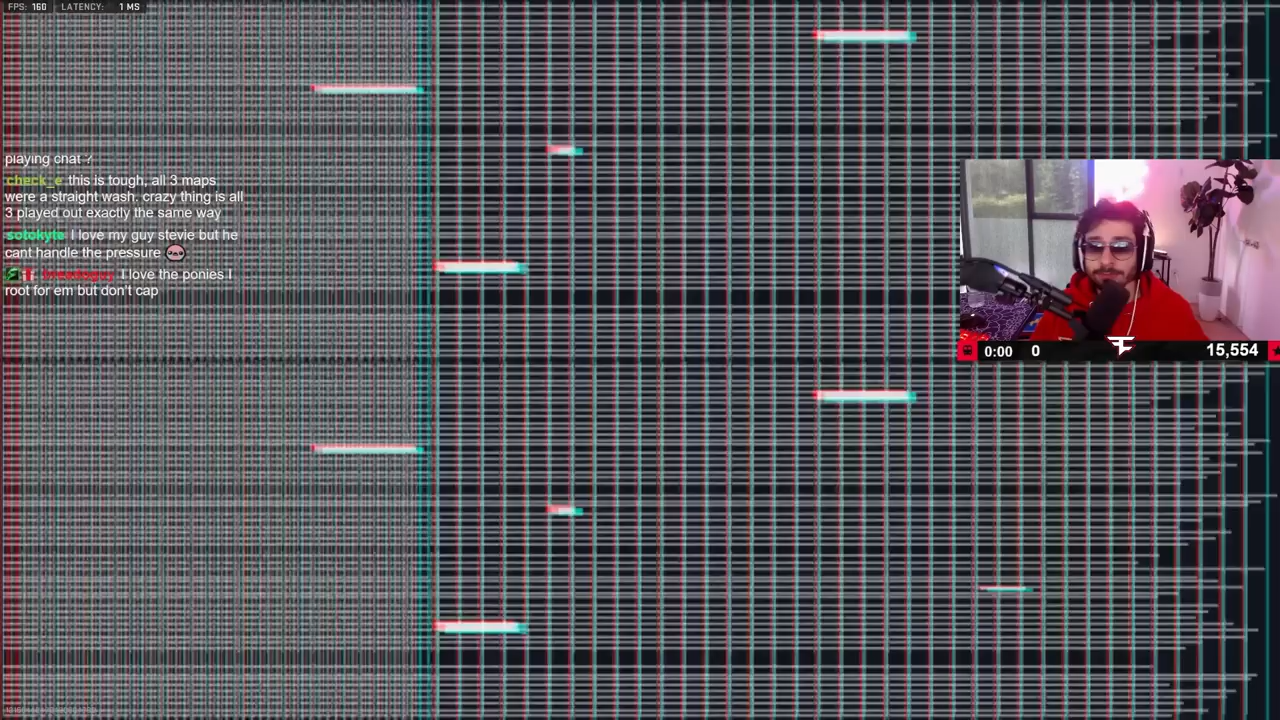 FPS: 160 LATENCY: 1 MS
playing chat ?
check_e this is tough, all 3 maps
were a straight wash. crazy thing is all
3 played out exactly the same way
sotokyte I love my guy stevie but he
cant handle the pressure
I love the ponies I
root for em but don't cap
0:00 0 15,554